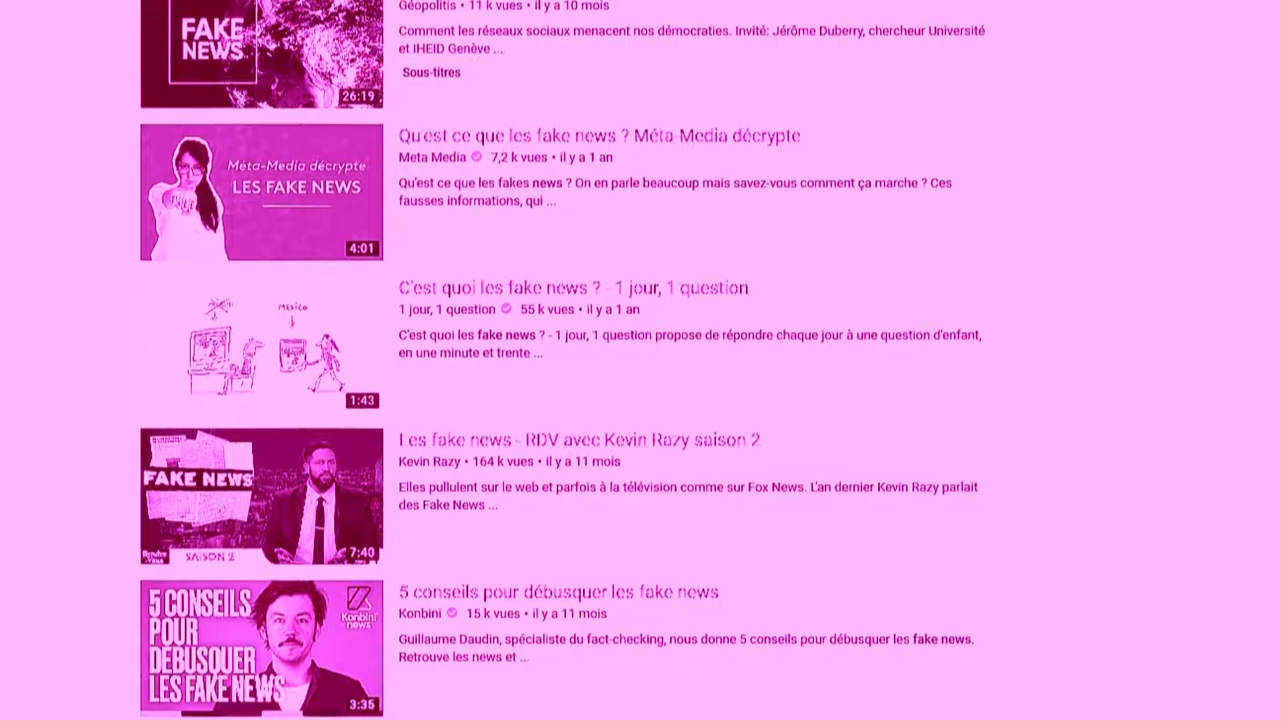 FAKE
NEWS
26:19
Géopolitis • 11 k vues • il y a 10 mois
Comment les réseaux sociaux menacent nos démocraties. Invité: Jérôme Duberry, chercheur Université
et IHEID Genève ...
Sous-titres
Méta-Media décrypte
LES FAKE NEWS
4:01
Qu'est ce que les fake news ? Méta-Media décrypte
Meta Media 7,2 k vues • il y a 1 an
Qu'est ce que les fakes news ? On en parle beaucoup mais savez-vous comment ça marche ? Ces
fausses informations, qui ...
MEXICO
1:43
C'est quoi les fake news ? - 1 jour, 1 question
1 jour, 1 question 55 k vues • il y a 1 an
C'est quoi les fake news ? - 1 jour, 1 question propose de répondre chaque jour à une question d'enfant,
en une minute et trente ...
FAKE NEWS
SAISON 2
7:40
Les fake news - RDV avec Kevin Razy saison 2
Kevin Razy • 164 k vues • il y a 11 mois
Elles pullulent sur le web et parfois à la télévision comme sur Fox News. L'an dernier Kevin Razy parlait
des Fake News ...
5 CONSEILS
POUR
DÉBUSQUER
LES FAKE NEWS
Konbini
news
3:35
5 conseils pour débusquer les fake news
Konbini 15 k vues • il y a 11 mois
Guillaume Daudin, spécialiste du fact-checking, nous donne 5 conseils pour débusquer les fake news.
Retrouve les news et ...